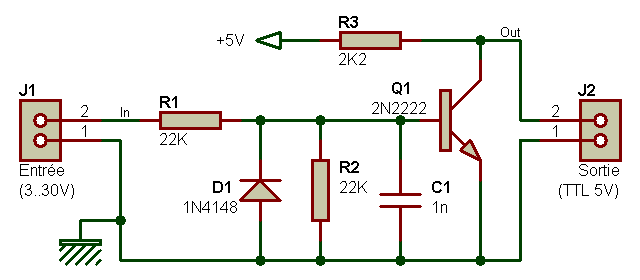 R3
+5V
Out
2K2
J1
Q1
J2
R1
2N2222
2
In
2
1
22K
1
Entrée
(3..30V)
R2
Sortie
(TTL 5V)
D1
22K
C1
1N4148
1n